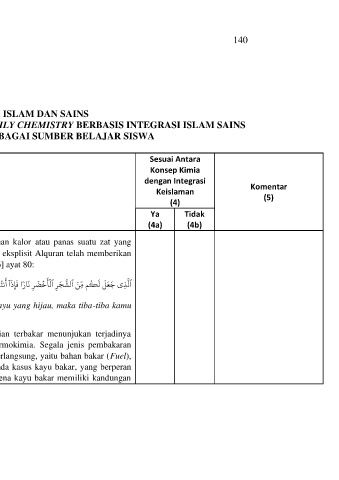 140
ISLAM DAN SAINS
ILY CHEMISTRY BERBASIS INTEGRASI ISLAM SAINS
BAGAI SUMBER BELAJAR SISWA
Sesuai Antara
Konsep Kimia
dengan Integrasi
Keislaman
(4)
Komentar
(5)
Ya
(4a)
Tidak
(4b)
an kalor atau panas suatu zat yang
eksplisit Alquran telah memberikan
] ayat 80:
ٱلَّذِى جَعَلَ لَكُم مِّنَ ٱلشَّجَرِ ٱلْأَخْضَرِ نَارًا فَإِذَآ
ayu yang hijau, maka tiba-tiba kamu
ian terbakar menunjukan terjadinya
rmokimia. Segala jenis pembakaran
erlangsung, yaitu bahan bakar (Fuel),
da kasus kayu bakar, yang berperan
ena kayu bakar memiliki kandungan